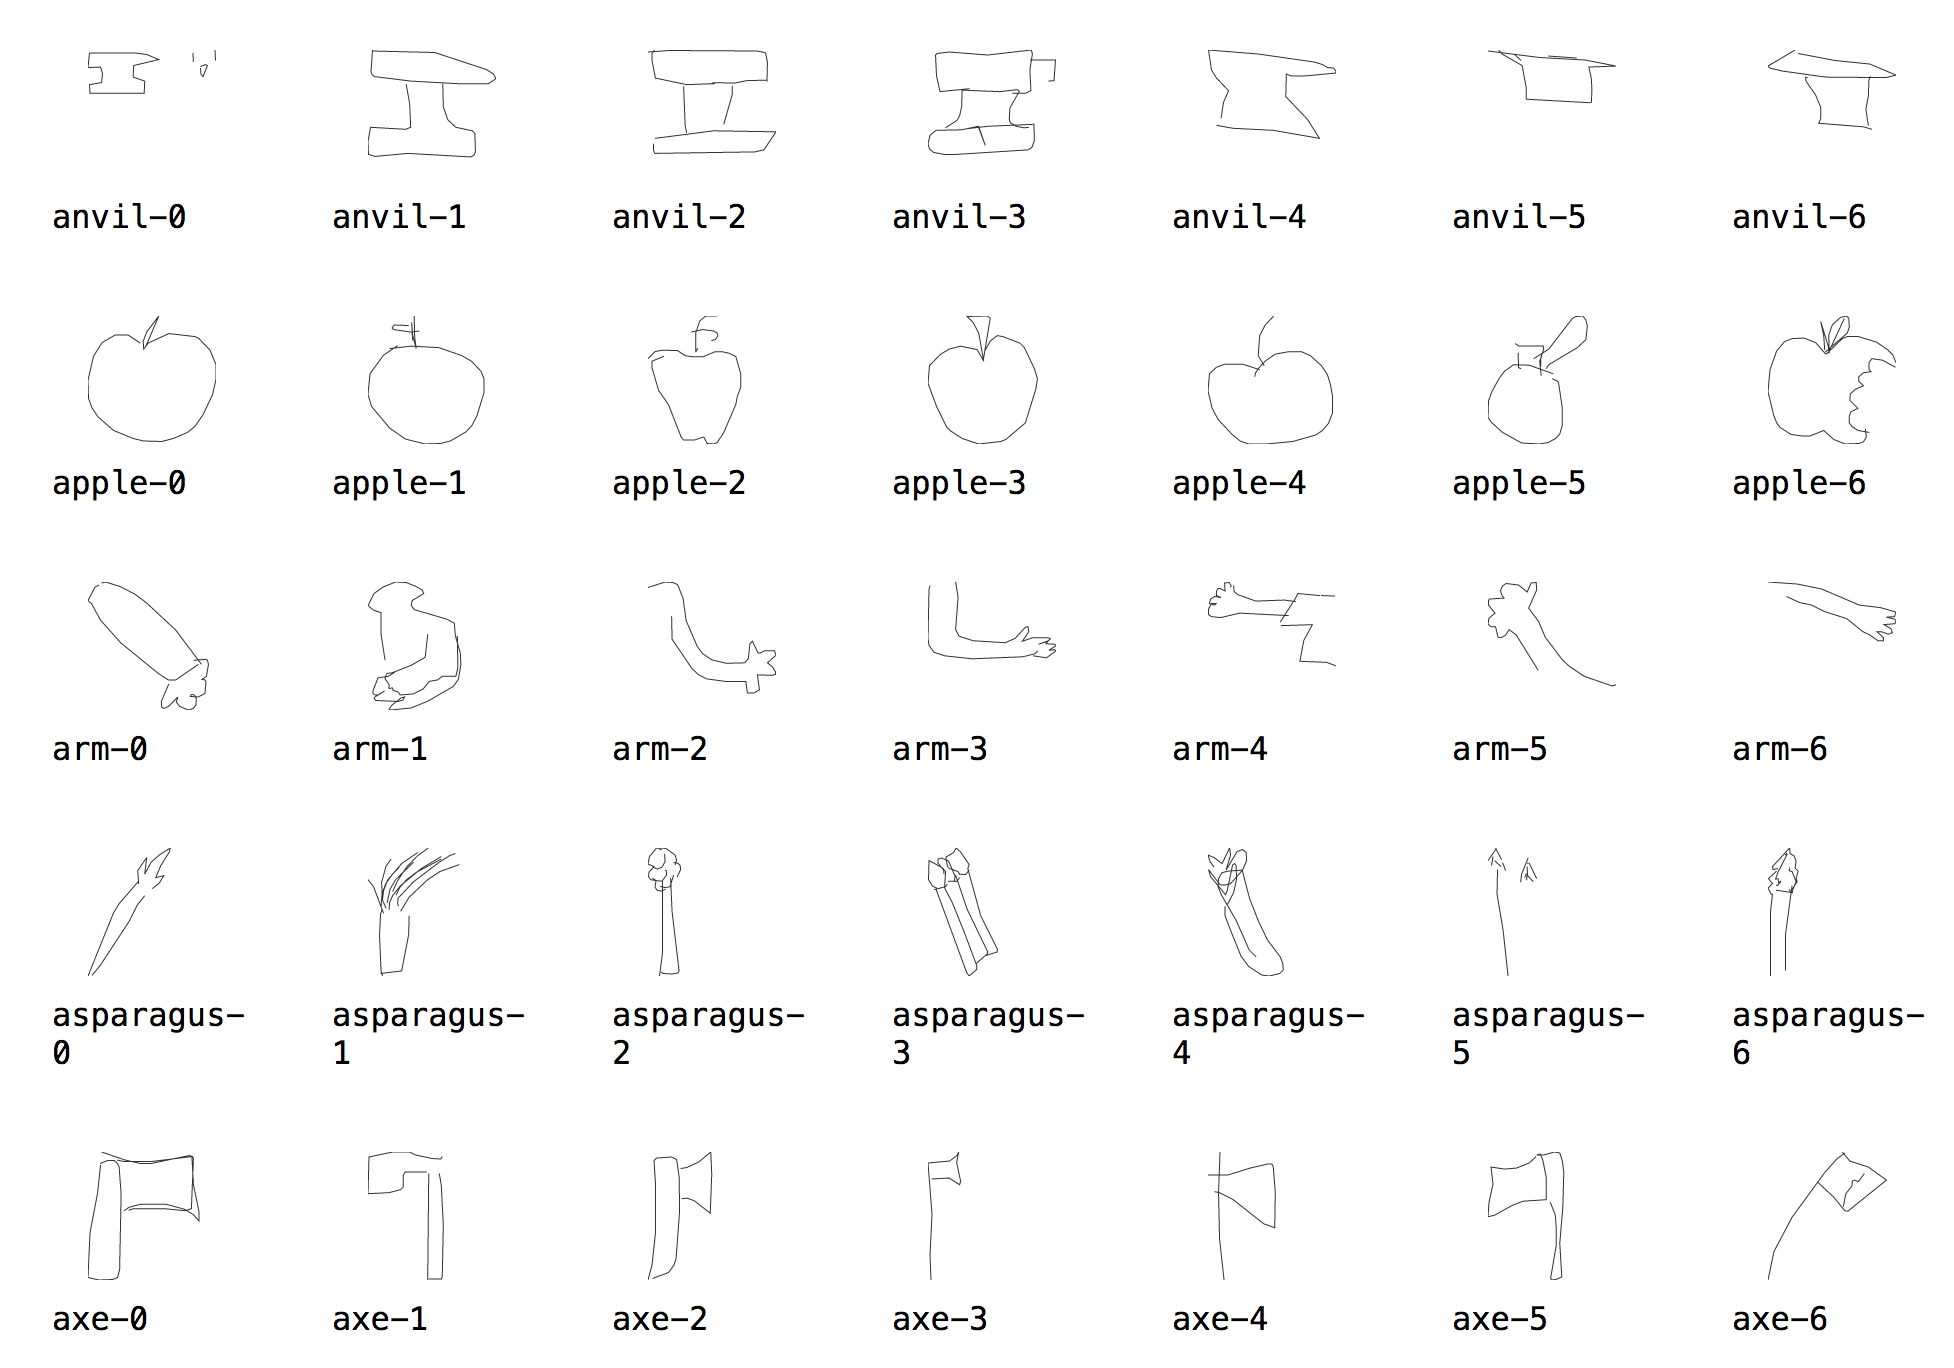 anvil-0 anvil-1 anvil-2 anvil-3 anvil-4 anvil-5 anvil-6
apple-0 apple-1 apple-2 apple-3 apple-4 apple-5 apple-6
arm-0 arm-1 arm-2 arm-3 arm-4 arm-5 arm-6
asparagus- asparagus- asparagus- asparagus- asparagus- asparagus- asparagus-
0 1 2 3 4 5 6
axe-0 axe-1 axe-2 axe-3 axe-4 axe-5 axe-6